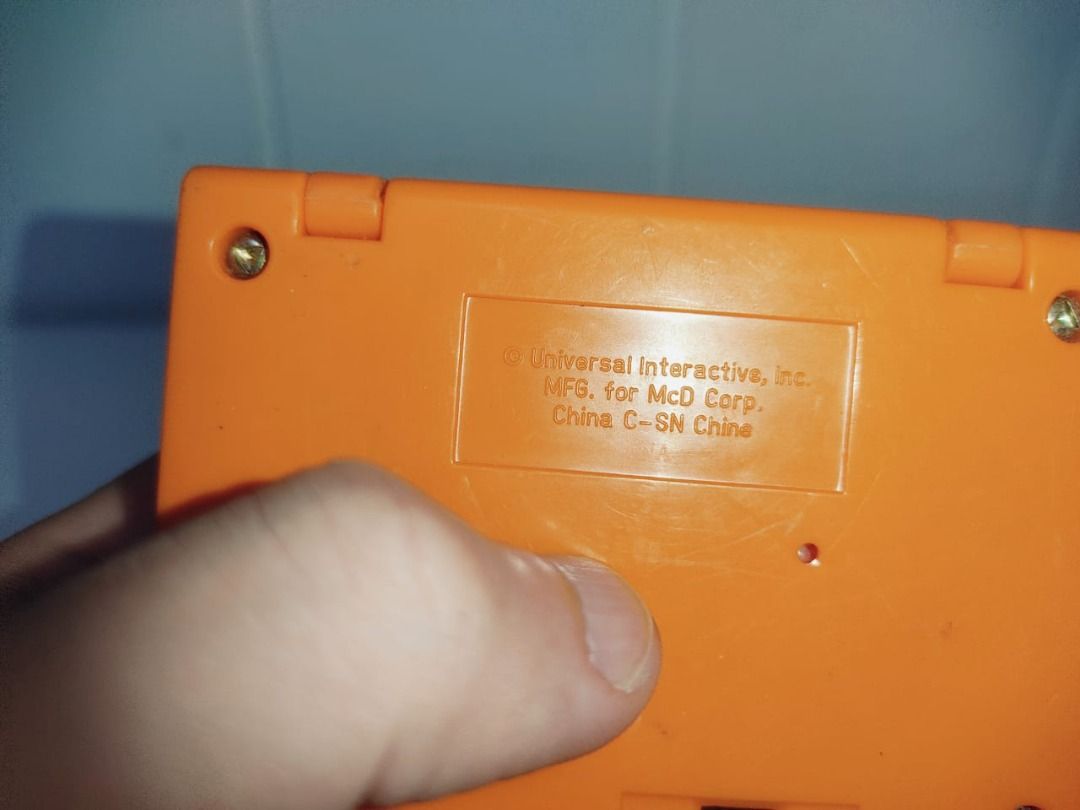 © Universal Interactive, Inc.
MFG. for McD Corp.
China C-SN Chine